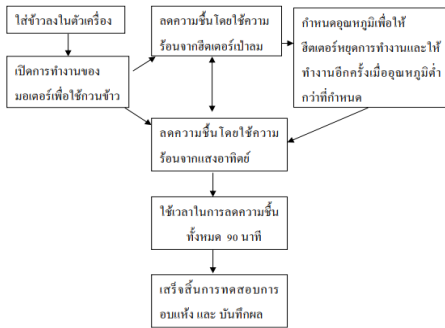 ใส่ข้าวลงในตัวเครื่อง
เปิดการทำงานของ
มอเตอร์เพื่อใช้กวนข้าว
ลดความชื้นโดยใช้ความ
ร้อนจากฮีตเตอร์เป่าลม
กำหนดอุณหภูมิเพื่อให้
ฮีตเตอร์หยุดการทำงานและให้
ทำงานอีกครั้งเมื่ออุณหภูมิต่ำ
กว่าที่กำหนด
ลดความชื้นโดยใช้ความ
ร้อนจากแสงอาทิตย์
ใช้เวลาในการลดความชื้น
ทั้งหมด 90 นาที
เสร็จสิ้นการทดสอบการ
อบแห้ง และ บันทึกผล